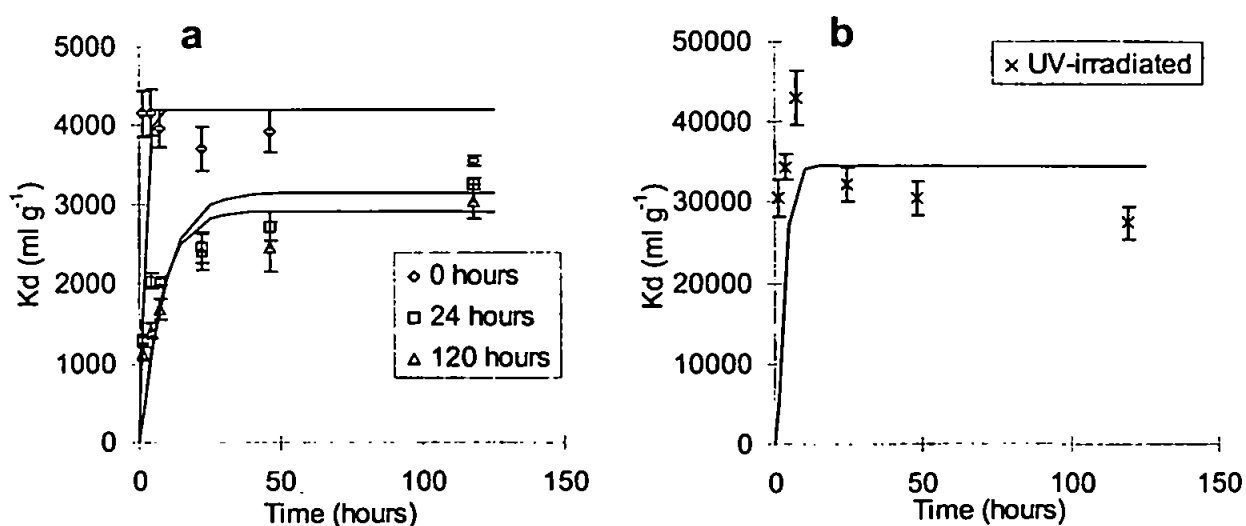 a
5000
4000
3000
2000
1000
0
Kd (ml g⁻¹)
0 50 100 150
Time (hours)
0 hours
24 hours
120 hours
b
50000
40000
30000
20000
10000
0
Kd (ml g⁻¹)
0 50 100 150
Time (hours)
× UV-irradiated